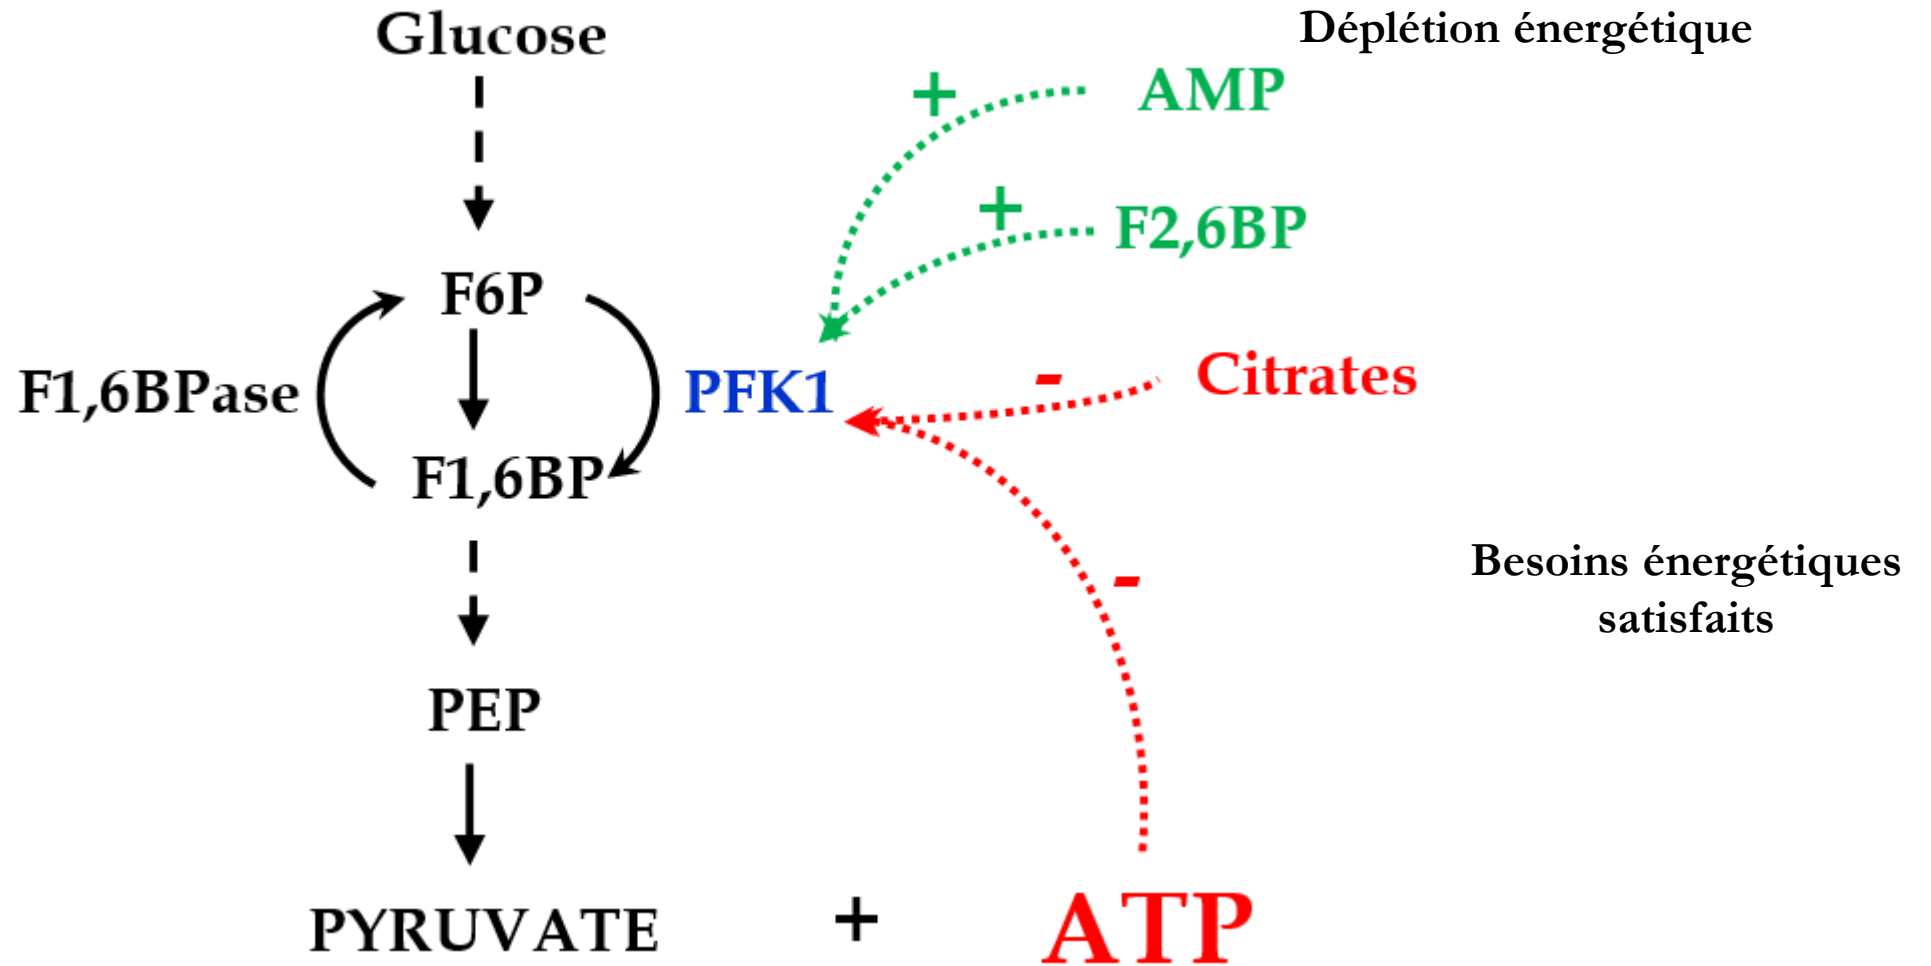 Glucose
Déplétion énergétique
+
AMP
+
F2,6BP
F6P
F1,6BPase
PFK1
-
Citrates
F1,6BP
-
Besoins énergétiques
satisfaits
PEP
PYRUVATE + ATP